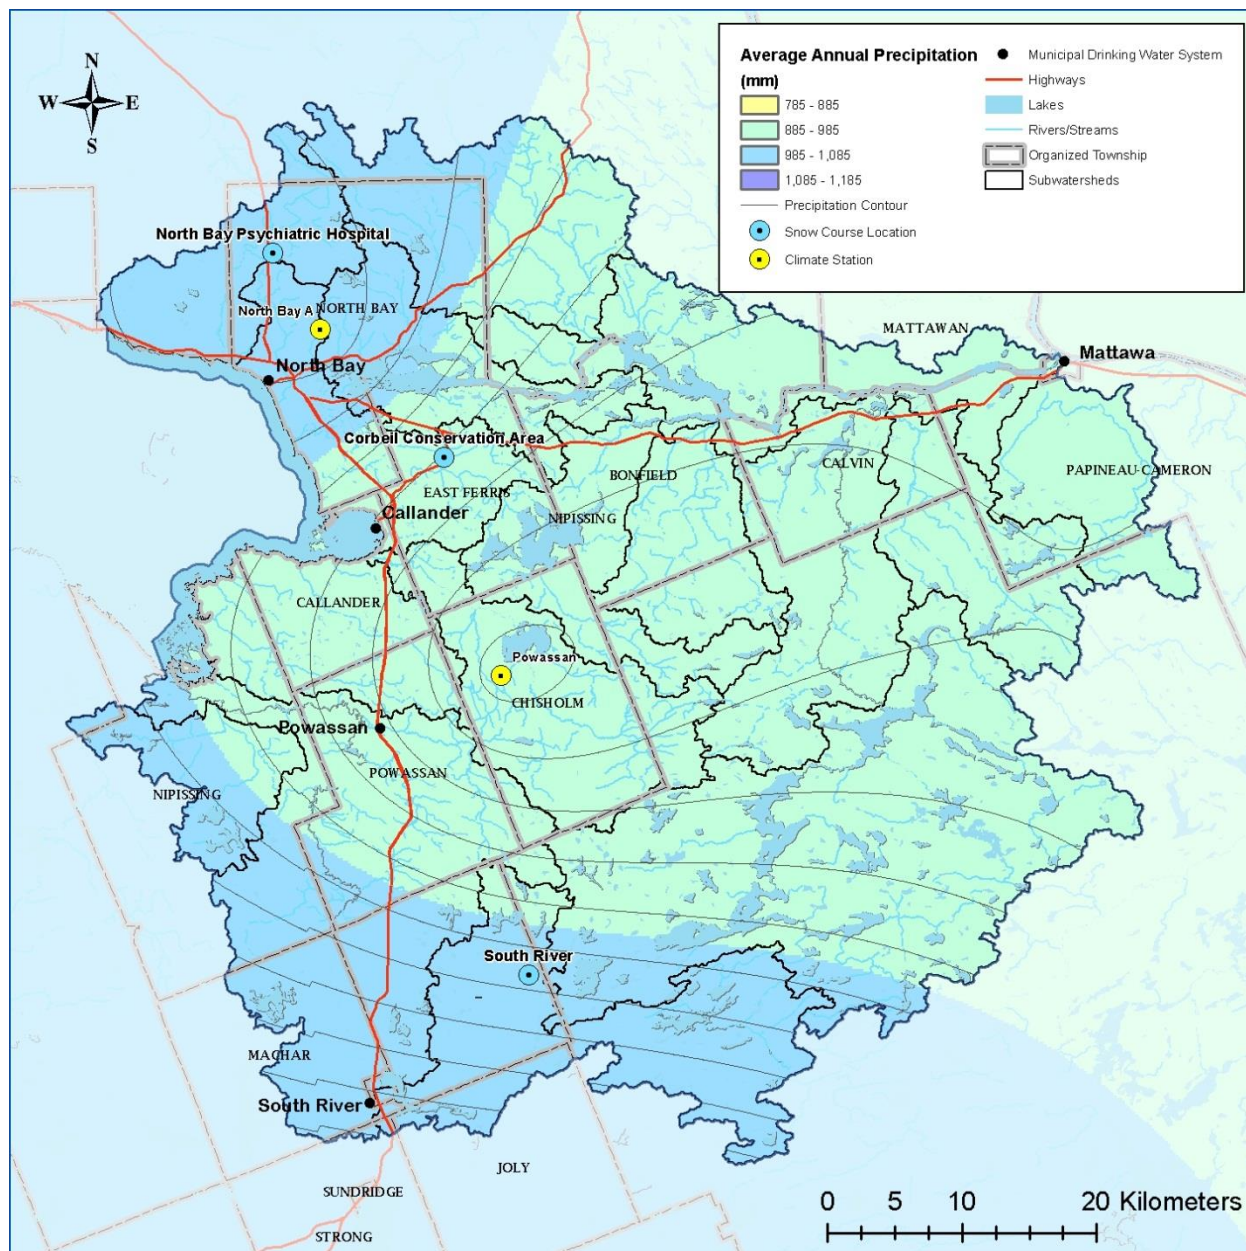 N
W E
S
Average Annual Precipitation
(mm)
785 - 885
885 - 985
985 - 1,085
1,085 - 1,185
Precipitation Contour
Snow Course Location
Climate Station
Municipal Drinking Water System
Highways
Lakes
Rivers/Streams
Organized Township
Subwatersheds
North Bay Psychiatric Hospital
North Bay A
NORTH BAY
MATTAWAN
Mattawa
North Bay
Corbeil Conservation Area
CALVIN
PAPINEAU-CAMERON
BONFIELD
EAST FERRIS
Callander
NIPISSING
CALLANDER
Powassan
CHISHOLM
Powassan
POWASSAN
NIPISSING
South River
MACHAR
South River
JOLY
SUNDRIDGE
STRONG
0 5 10 20 Kilometers